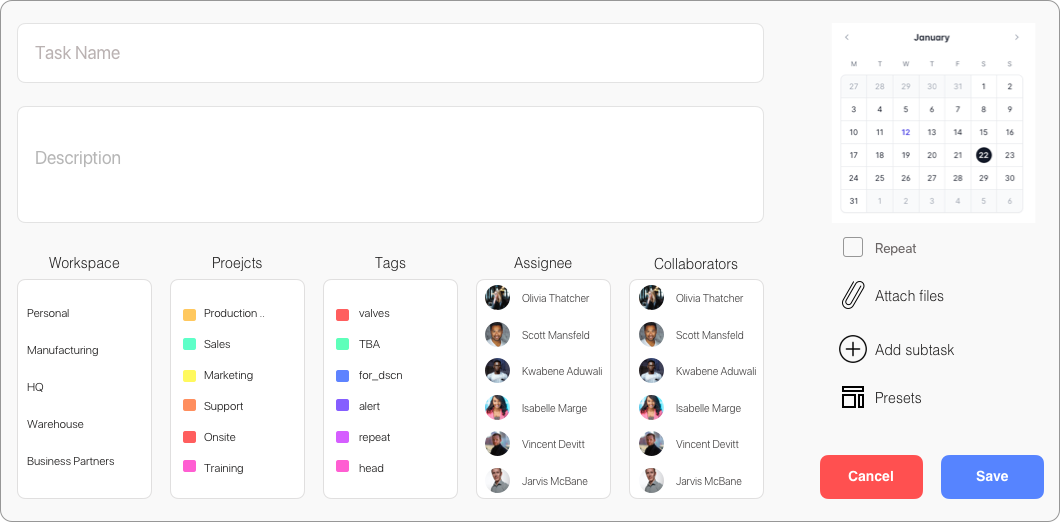 Task Name
Description
Workspace
Personal
Manufacturing
HQ
Warehouse
Business Partners
Proejcts
Production ..
Sales
Marketing
Support
Onsite
Training
Tags
valves
TBA
for_dscn
alert
repeat
head
Assignee
Olivia Thatcher
Scott Mansfeld
Kwabene Aduwali
Isabelle Marge
Vincent Devitt
Jarvis McBane
Collaborators
Olivia Thatcher
Scott Mansfeld
Kwabene Aduwali
Isabelle Marge
Vincent Devitt
Jarvis McBane
January
M T W T F S S
27 28 29 30 31 1 2
3 4 5 6 7 8 9
10 11 12 13 14 15 16
17 18 19 20 21 22 23
24 25 26 27 28 29 30
31 1 2 3 4 5 6
Repeat
Attach files
Add subtask
Presets
Cancel Save